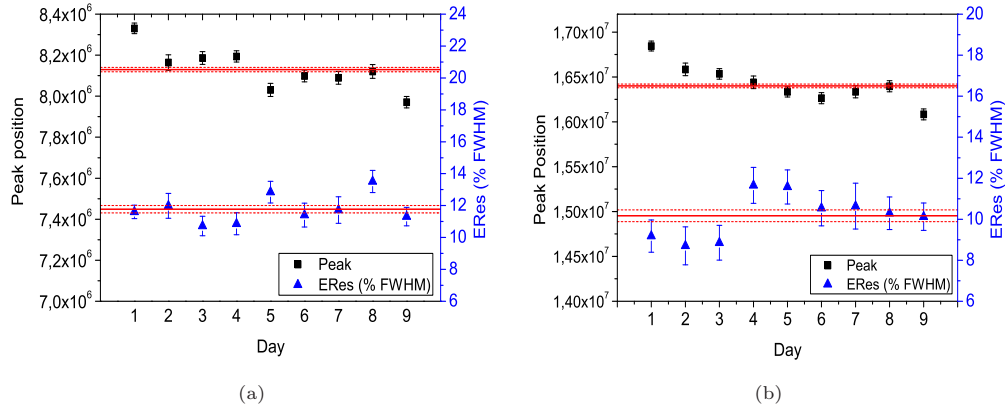 Peak position
8,4x10⁶
8,2x10⁶
8,0x10⁶
7,8x10⁶
7,6x10⁶
7,4x10⁶
7,2x10⁶
7,0x10⁶
1 2 3 4 5 6 7 8 9
Day
24
22
20
18
16
14
12
10
8
6
ERes (% FWHM)
Peak
ERes (% FWHM)
(a)
Peak Position
1,70x10⁷
1,65x10⁷
1,60x10⁷
1,55x10⁷
1,50x10⁷
1,45x10⁷
1,40x10⁷
1 2 3 4 5 6 7 8 9
Day
20
18
16
14
12
10
8
6
ERes (% FWHM)
Peak
ERes (% FWHM)
(b)